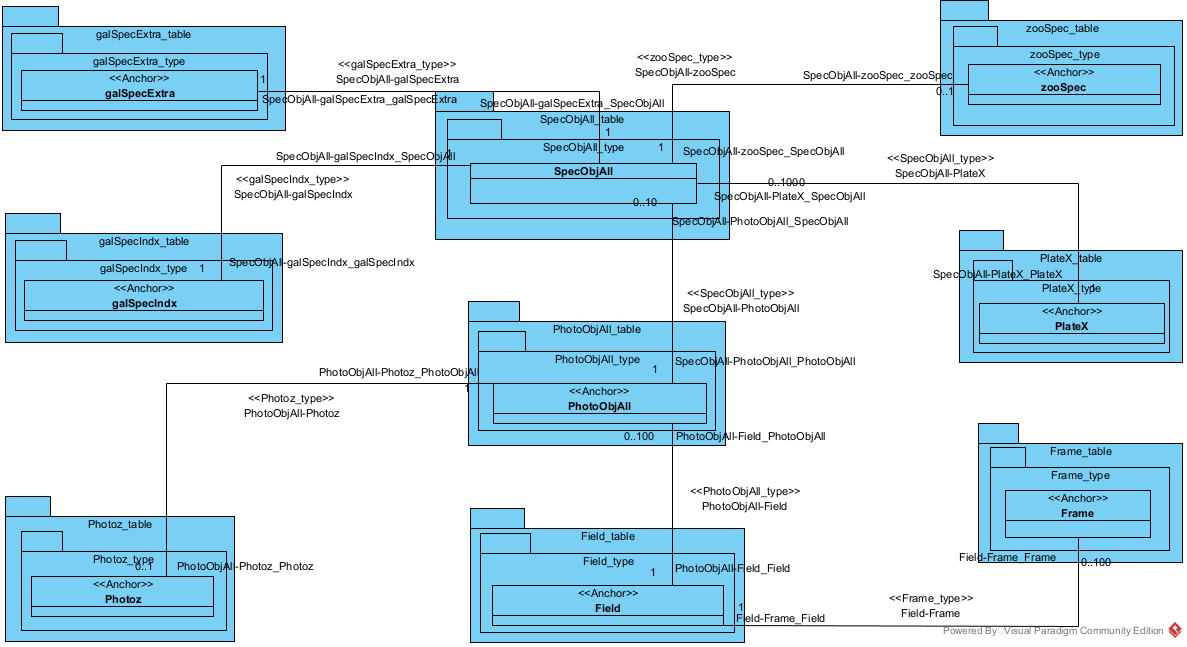 galSpecExtra_table
galSpecExtra_type
<<Anchor>>
galSpecExtra
1
SpecObjAll-galSpecExtra_galSpecExtra
<<galSpecExtra_type>>
SpecObjAll-galSpecExtra
SpecObjAll-galSpecExtra_SpecObjAll
1
<<zooSpec_type>>
SpecObjAll-zooSpec
SpecObjAll-zooSpec_zooSpec
0..1
zooSpec_table
zooSpec_type
<<Anchor>>
zooSpec
SpecObjAll_table
SpecObjAll_type
SpecObjAll
1
SpecObjAll-zooSpec_SpecObjAll
SpecObjAll-galSpecIndx_SpecObjAll
1
<<galSpecIndx_type>>
SpecObjAll-galSpecIndx
<<SpecObjAll_type>>
SpecObjAll-PlateX
0..1000
SpecObjAll-PlateX_SpecObjAll
0..10
SpecObjAll-PhotoObjAll_SpecObjAll
galSpecIndx_table
galSpecIndx_type
1
SpecObjAll-galSpecIndx_galSpecIndx
<<Anchor>>
galSpecIndx
PlateX_table
SpecObjAll-PlateX_PlateX
PlateX_type
1
<<Anchor>>
PlateX
<<SpecObjAll_type>>
SpecObjAll-PhotoObjAll
PhotoObjAll_table
PhotoObjAll_type
1
SpecObjAll-PhotoObjAll_PhotoObjAll
<<Anchor>>
PhotoObjAll
PhotoObjAll-Photoz_PhotoObjAll
1
<<Photoz_type>>
PhotoObjAll-Photoz
0..100
PhotoObjAll-Field_PhotoObjAll
<<PhotoObjAll_type>>
PhotoObjAll-Field
Frame_table
Frame_type
<<Anchor>>
Frame
Field-Frame_Frame
0..100
Photoz_table
Photoz_type
0..1
PhotoObjAll-Photoz_Photoz
<<Anchor>>
Photoz
Field_table
Field_type
1
PhotoObjAll-Field_Field
<<Anchor>>
Field
1
Field-Frame_Field
<<Frame_type>>
Field-Frame
Powered By Visual Paradigm Community Edition